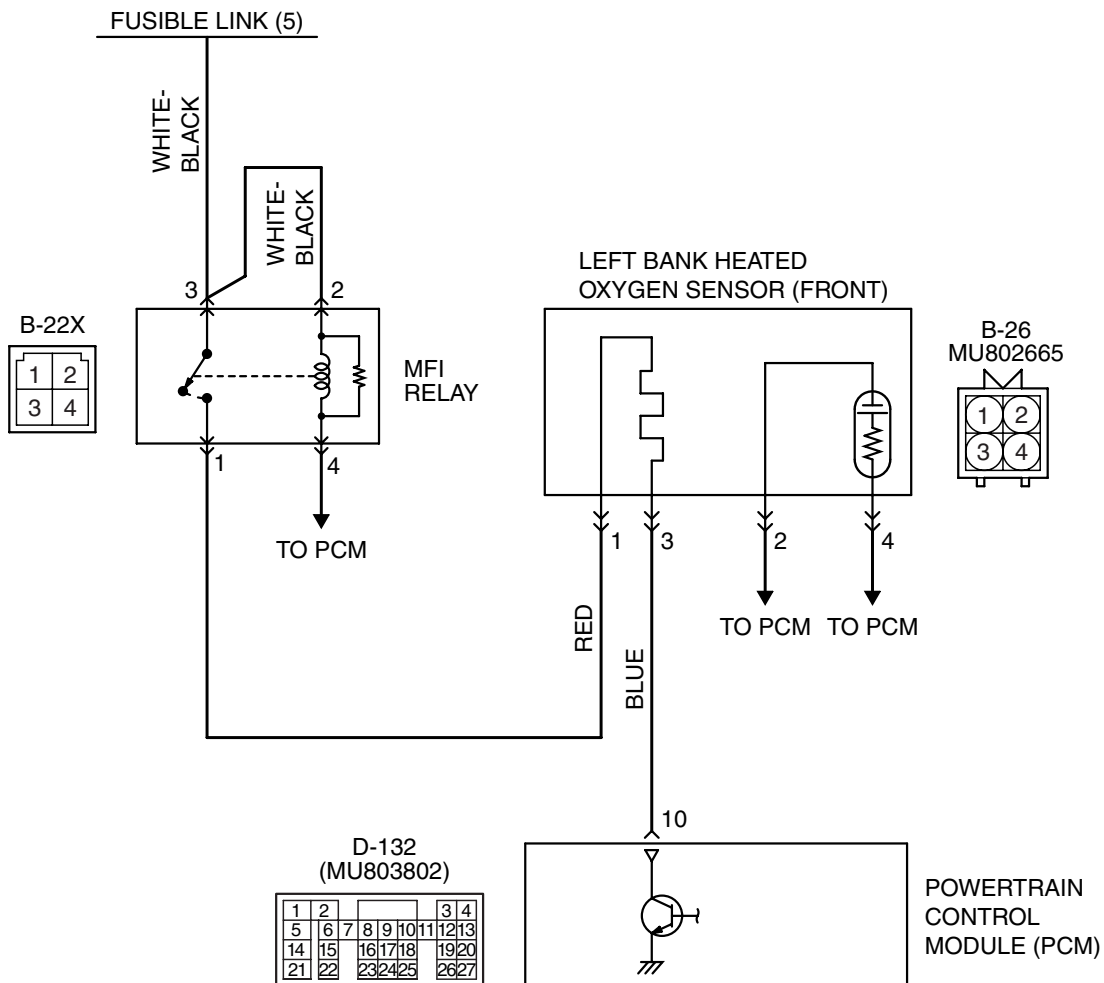 FUSIBLE LINK (5)
WHITE-
BLACK
WHITE-
BLACK
3
2
B-22X
1 2
3 4
MFI
RELAY
1
4
TO PCM
LEFT BANK HEATED
OXYGEN SENSOR (FRONT)
B-26
MU802665
1 2
3 4
1
3
2
4
TO PCM
TO PCM
RED
BLUE
10
D-132
(MU803802)
1 2 3 4
5 6 7 8 9 10 11 12 13
14 15 16 17 18 19 20
21 22 23 24 25 26 27
POWERTRAIN
CONTROL
MODULE (PCM)